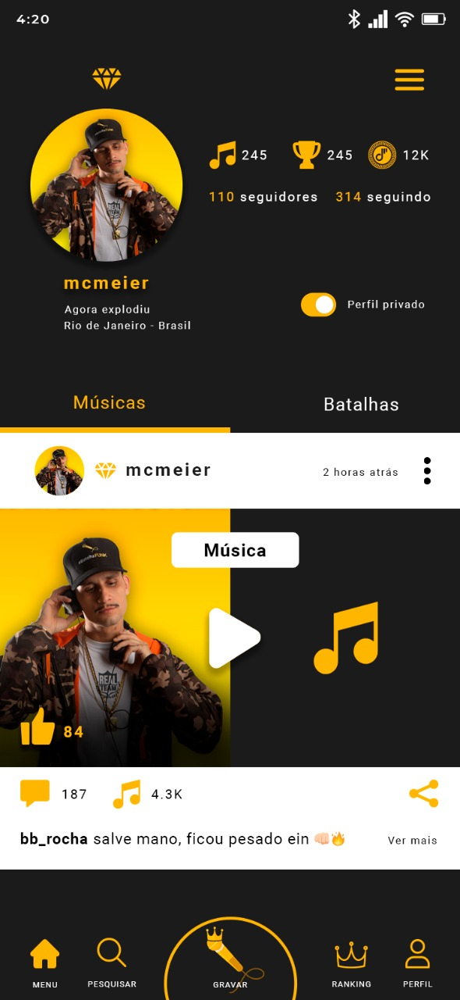 4:20
245 245 12K
110 seguidores 314 seguindo
mcmeier
Agora explodiu
Rio de Janeiro - Brasil
Perfil privado
Músicas Batalhas
mcmeier 2 horas atrás
Música
REAL
TEAM
84
187 4.3K
bb_rocha salve mano, ficou pesado ein 👊🏻🔥 Ver mais
MENU PESQUISAR GRAVAR RANKING PERFIL